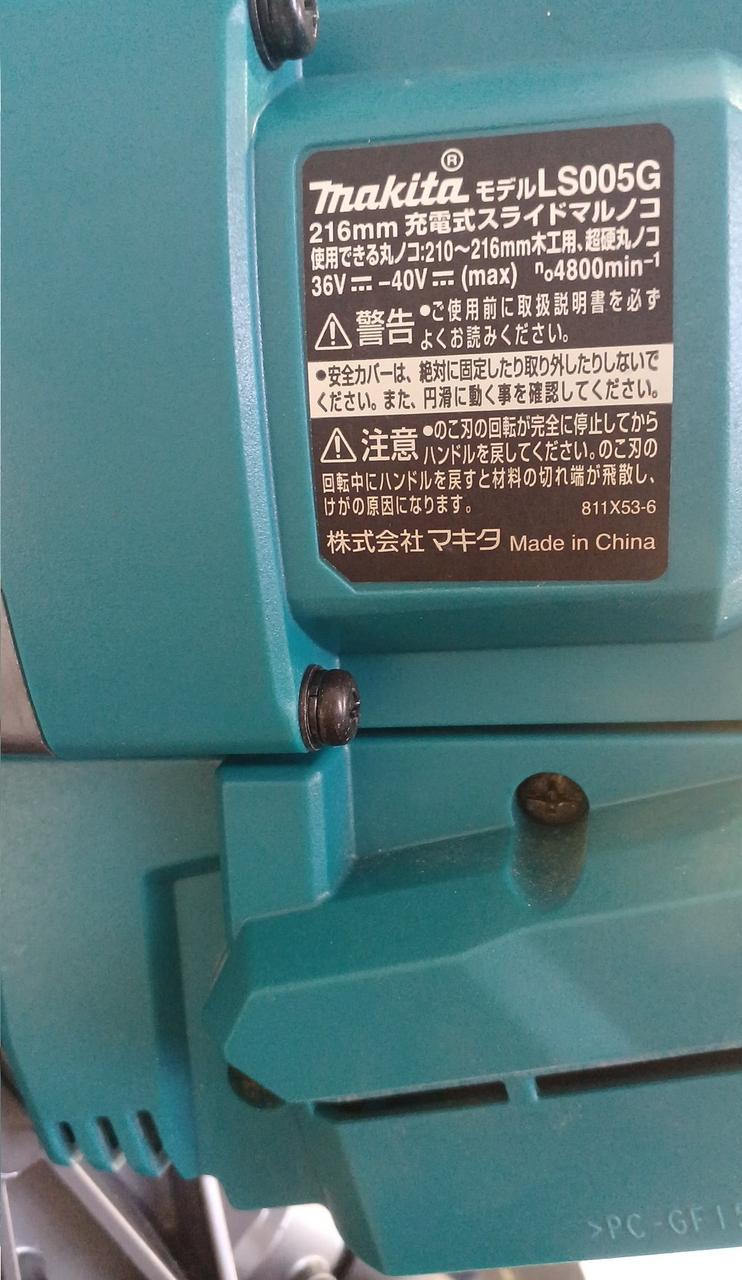 makita® モデルLS005G
216mm 充電式スライドマルノコ
使用できる丸ノコ:210～216mm木工用、超硬丸ノコ
36V⎓ –40V⎓ (max) n₀4800min⁻¹
⚠警告 ●ご使用前に取扱説明書を必ず
よくお読みください。
●安全カバーは、絶対に固定したり取り外したりしないで
ください。また、円滑に動く事を確認してください。
⚠注意 ●のこ刃の回転が完全に停止してから
ハンドルを戻してください。のこ刃の
回転中にハンドルを戻すと材料の切れ端が飛散し、
けがの原因になります。 811X53-6
株式会社マキタ Made in China
>PC-GF15